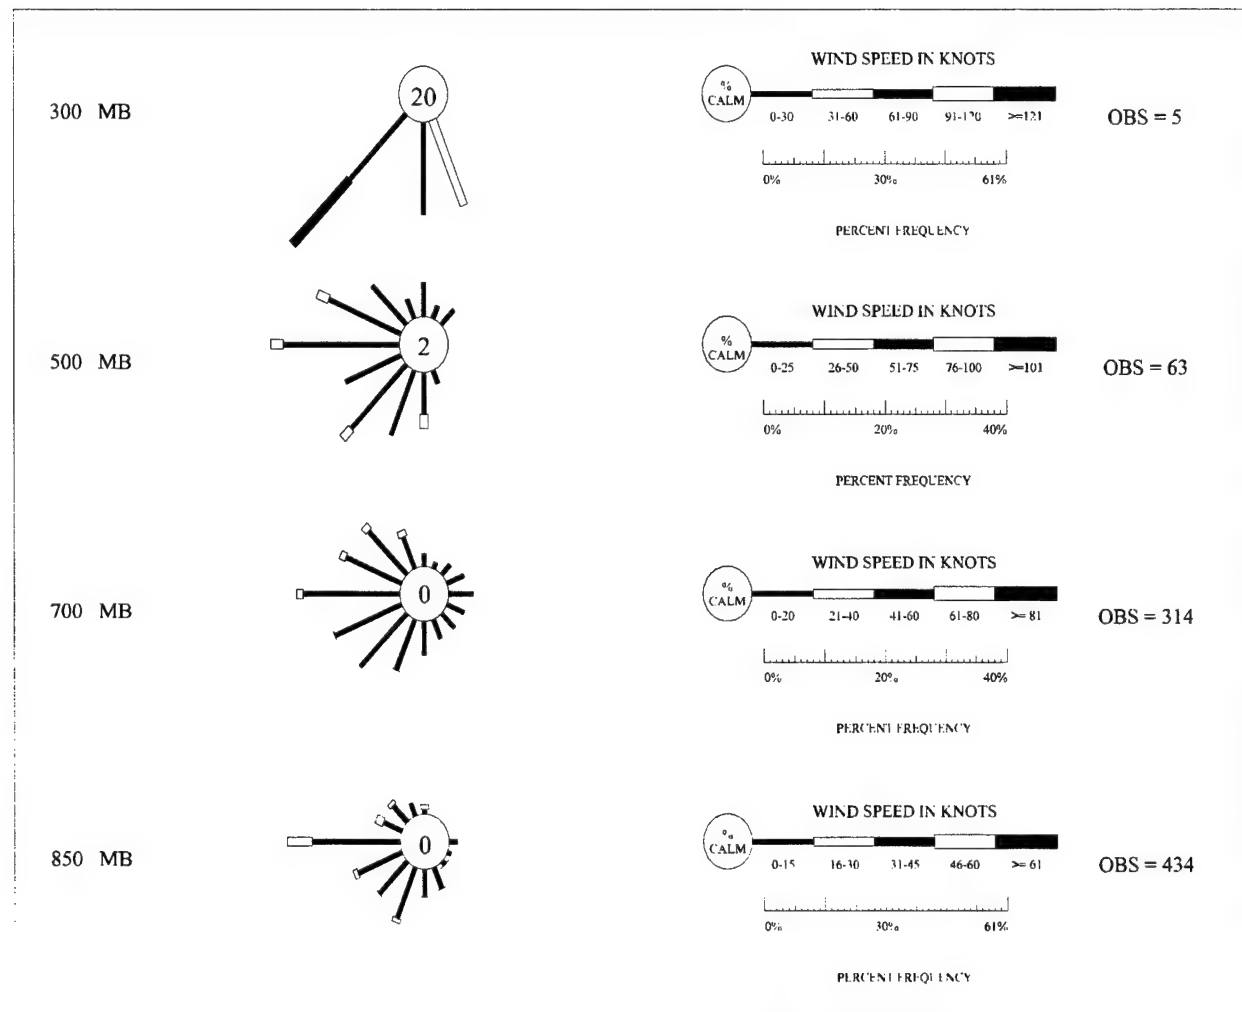 WIND SPEED IN KNOTS
300 MB
20
% CALM
0-30 31-60 61-90 91-120 >=121
OBS = 5
0% 30% 61%
PERCENT FREQUENCY
WIND SPEED IN KNOTS
500 MB
2
% CALM
0-25 26-50 51-75 76-100 >=101
OBS = 63
0% 20% 40%
PERCENT FREQUENCY
WIND SPEED IN KNOTS
700 MB
0
% CALM
0-20 21-40 41-60 61-80 >= 81
OBS = 314
0% 20% 40%
PERCENT FREQUENCY
WIND SPEED IN KNOTS
850 MB
0
% CALM
0-15 16-30 31-45 46-60 >= 61
OBS = 434
0% 30% 61%
PERCENT FREQUENCY